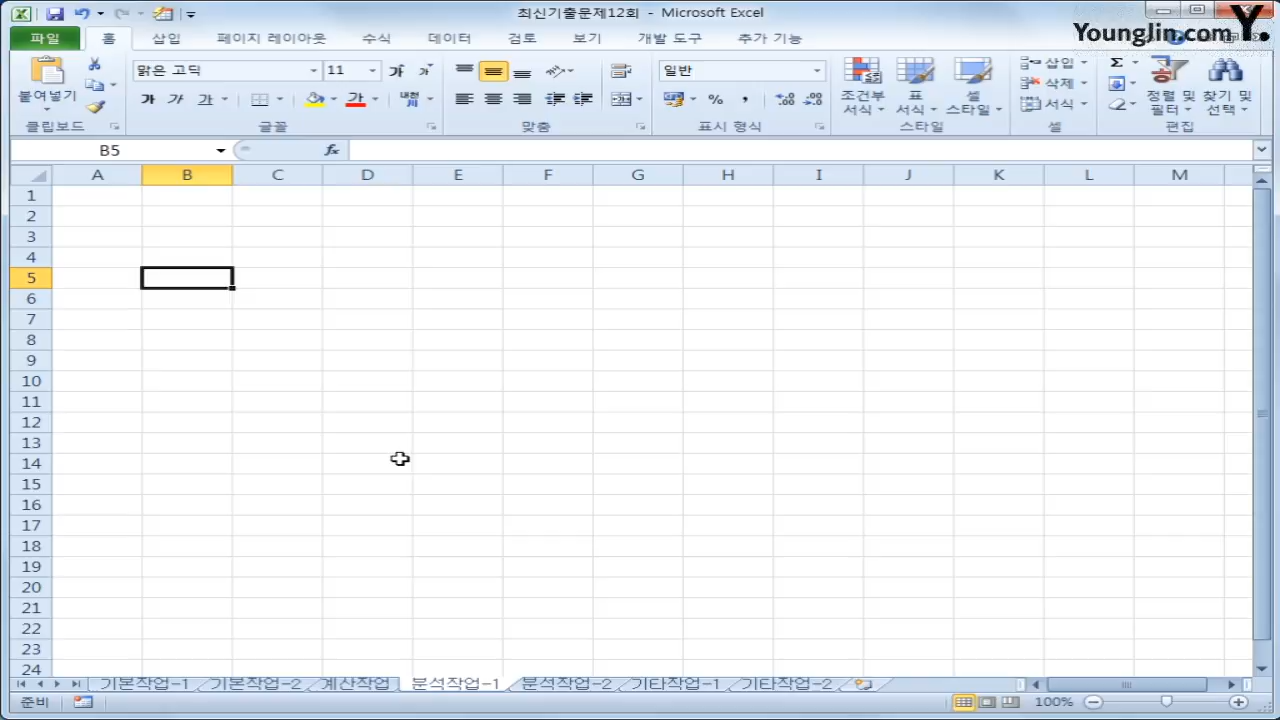 최신기출문제12회 - Microsoft Excel
YoungJin.com Y.
파일 홈 삽입 페이지 레이아웃 수식 데이터 검토 보기 개발 도구 추가 기능
붙여넣기
맑은 고딕 11 가 가 일반
가 가 가 가 % ,
조건부 서식 표 서식 셀 스타일
삽입 삭제 서식
Σ 정렬 및 필터 찾기 및 선택
클립보드 글꼴 맞춤 표시 형식 스타일 셀 편집
B5 fx
A B C D E F G H I J K L M
1
2
3
4
5
6
7
8
9
10
11
12
13
14
15
16
17
18
19
20
21
22
23
24
기본작업-1 기본작업-2 계산작업 분석작업-1 분석작업-2 기타작업-1 기타작업-2
준비 100%